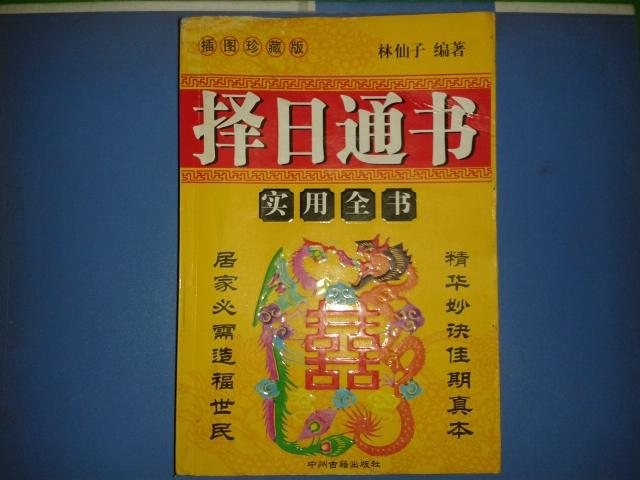 插图珍藏版
林仙子 编著
择日通书
实用全书
精华妙诀佳期真本
居家必需造福世民
囍
中州古籍出版社